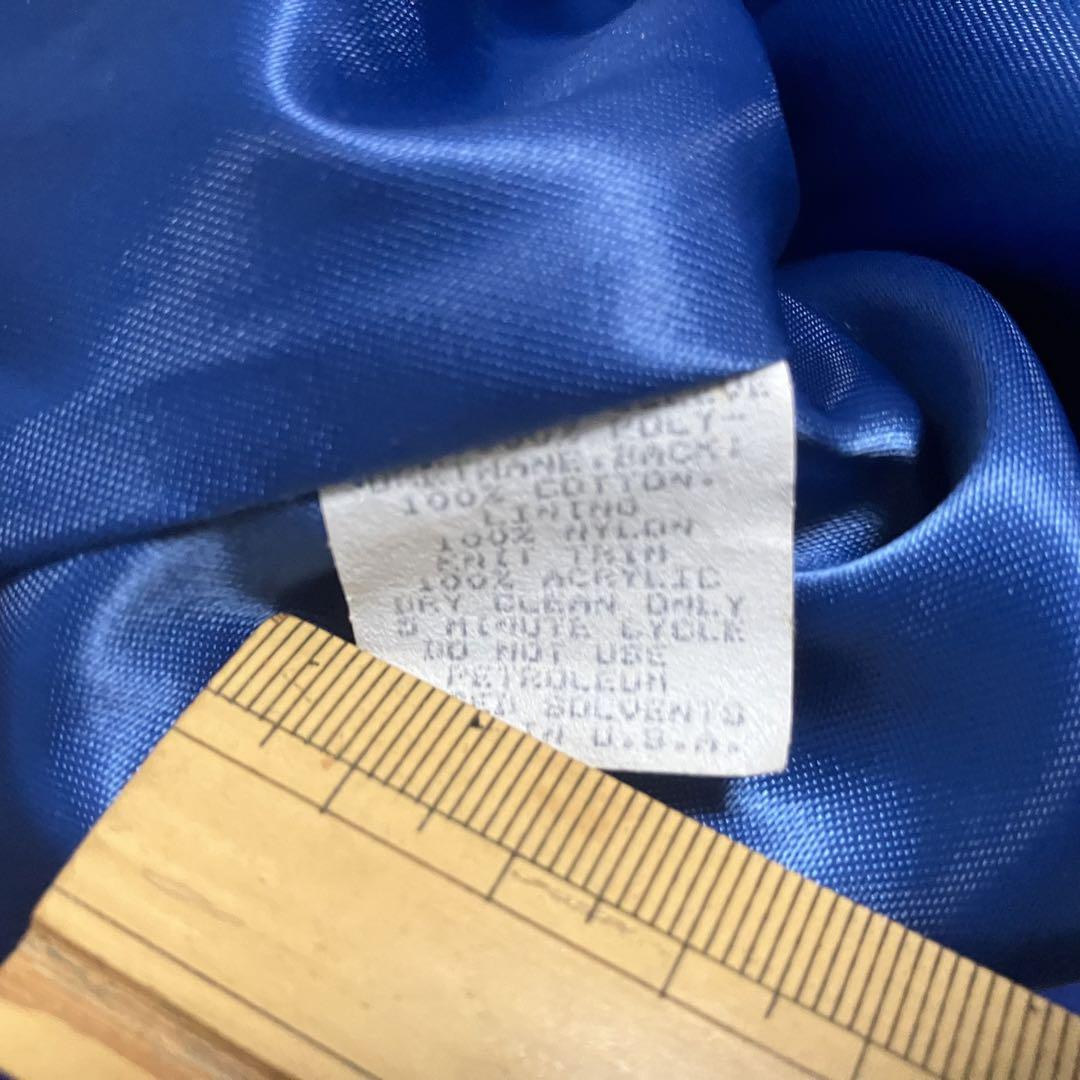 100% POLY-
URETHANE.BACK:
100% COTTON.
LINING
100% NYLON
KNIT TRIM
100% ACRYLIC
DRY CLEAN ONLY
5 MINUTE CYCLE
DO NOT USE
PETROLEUM
SOLVENTS
U.S.A.